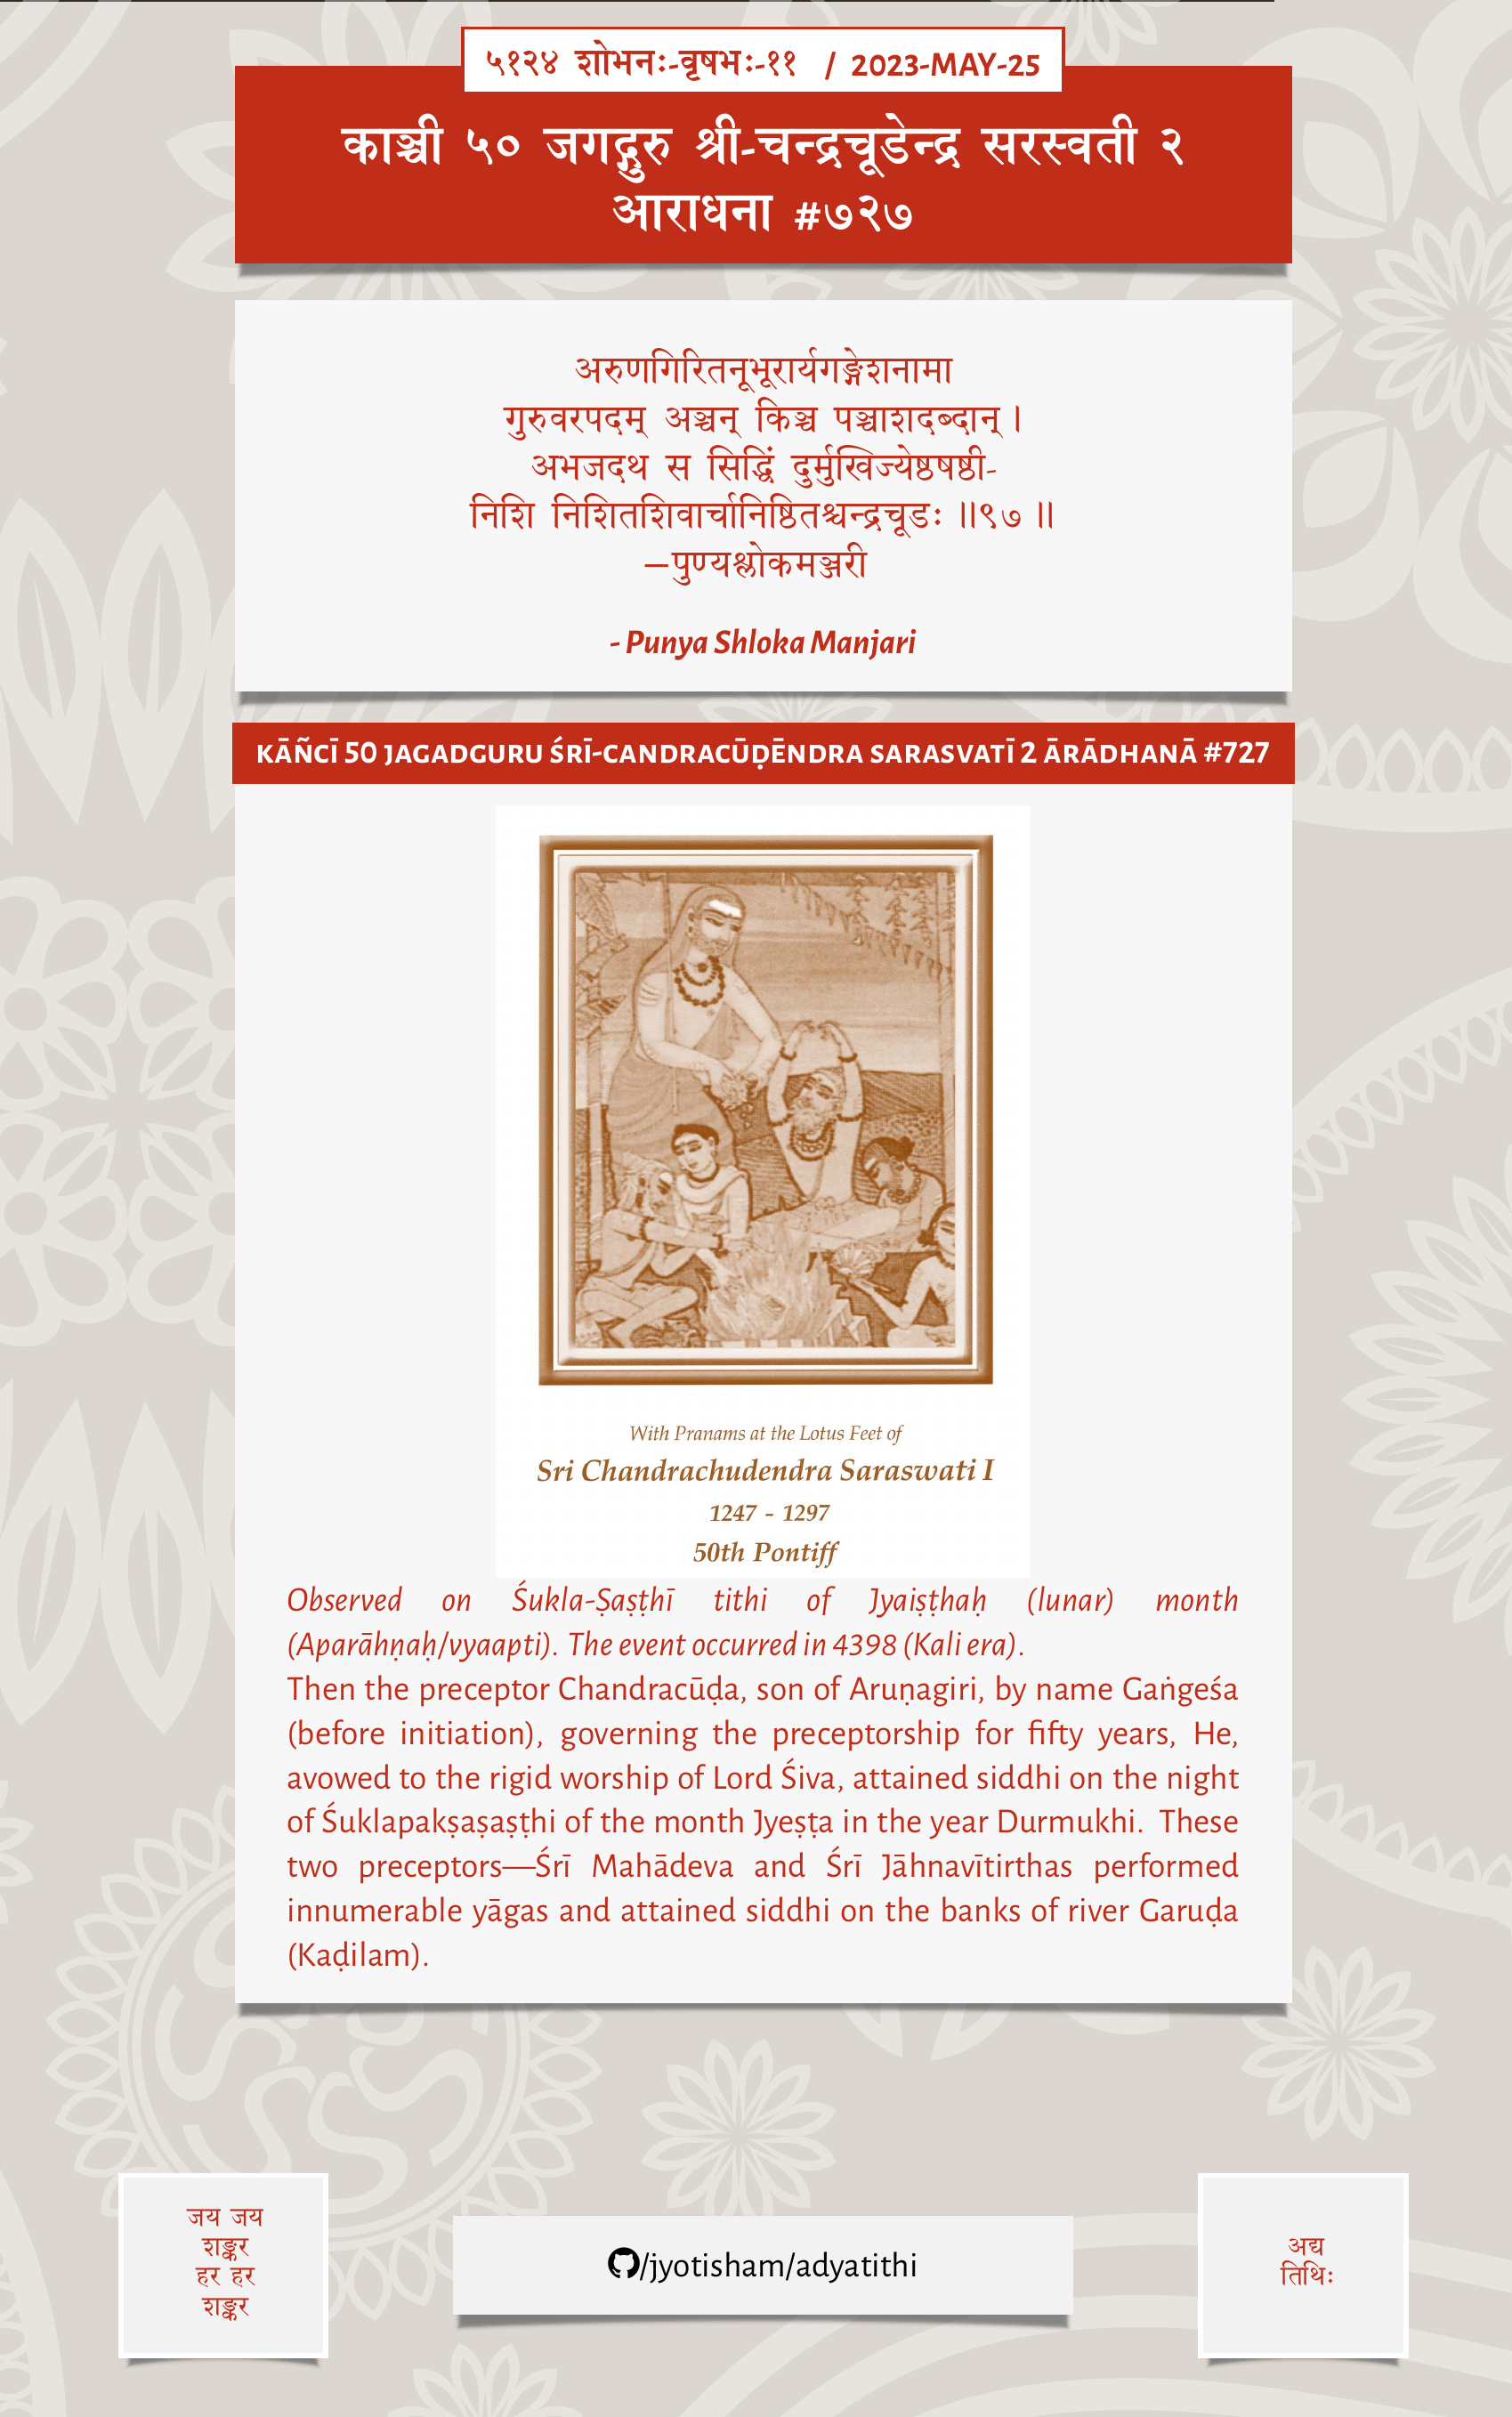 ५१२४ शोभनः-वृषभः-११ / 2023-MAY-25
काञ्ची ५० जगद्गुरु श्री-चन्द्रचूडेन्द्र सरस्वती २
आराधना #७२७
अरुणगिरितनूभूरार्यगङ्गेशनामा
गुरुवरपदम् अञ्चन् किञ्च पञ्चाशदब्दान् ।
अभजदथ स सिद्धिं दुर्मुखिज्येष्ठषष्ठी-
निशि निशितशिवार्चानिष्ठितश्चन्द्रचूडः ॥९७ ॥
—पुण्यश्लोकमञ्जरी
- Punya Shloka Manjari
KĀÑCĪ 50 JAGADGURU ŚRĪ-CANDRACŪḌĒNDRA SARASVATĪ 2 ĀRĀDHANĀ #727
With Pranams at the Lotus Feet of
Sri Chandrachudendra Saraswati I
1247 - 1297
50th Pontiff
Observed on Śukla-Ṣaṣṭhī tithi of Jyaiṣṭhaḥ (lunar) month
(Aparāhṇaḥ/vyaapti). The event occurred in 4398 (Kali era).
Then the preceptor Chandracūḍa, son of Aruṇagiri, by name Gaṅgeśa
(before initiation), governing the preceptorship for fifty years, He,
avowed to the rigid worship of Lord Śiva, attained siddhi on the night
of Śuklapakṣaṣaṣṭhi of the month Jyeṣṭa in the year Durmukhi. These
two preceptors—Śrī Mahādeva and Śrī Jāhnavītirthas performed
innumerable yāgas and attained siddhi on the banks of river Garuḍa
(Kaḍilam).
जय जय
शङ्कर
हर हर
शङ्कर
/jyotisham/adyatithi
अद्य
तिथिः